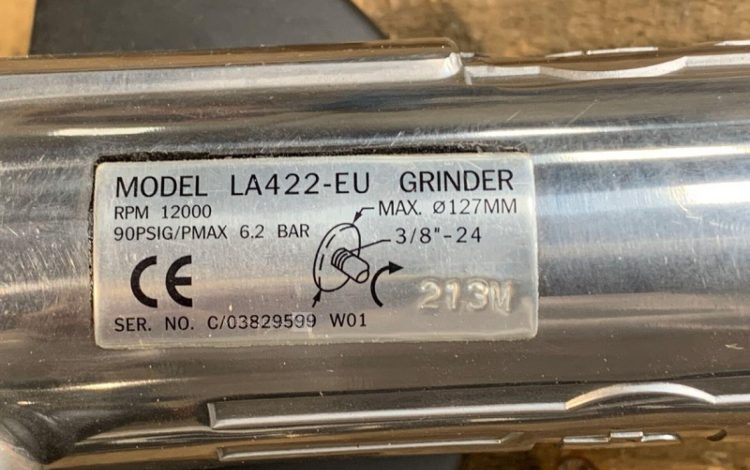 MODEL LA422-EU GRINDER
RPM 12000
MAX. Ø127MM
90PSIG/PMAX 6.2 BAR
3/8"-24
CE
213M
SER. NO. C/03829599 W01